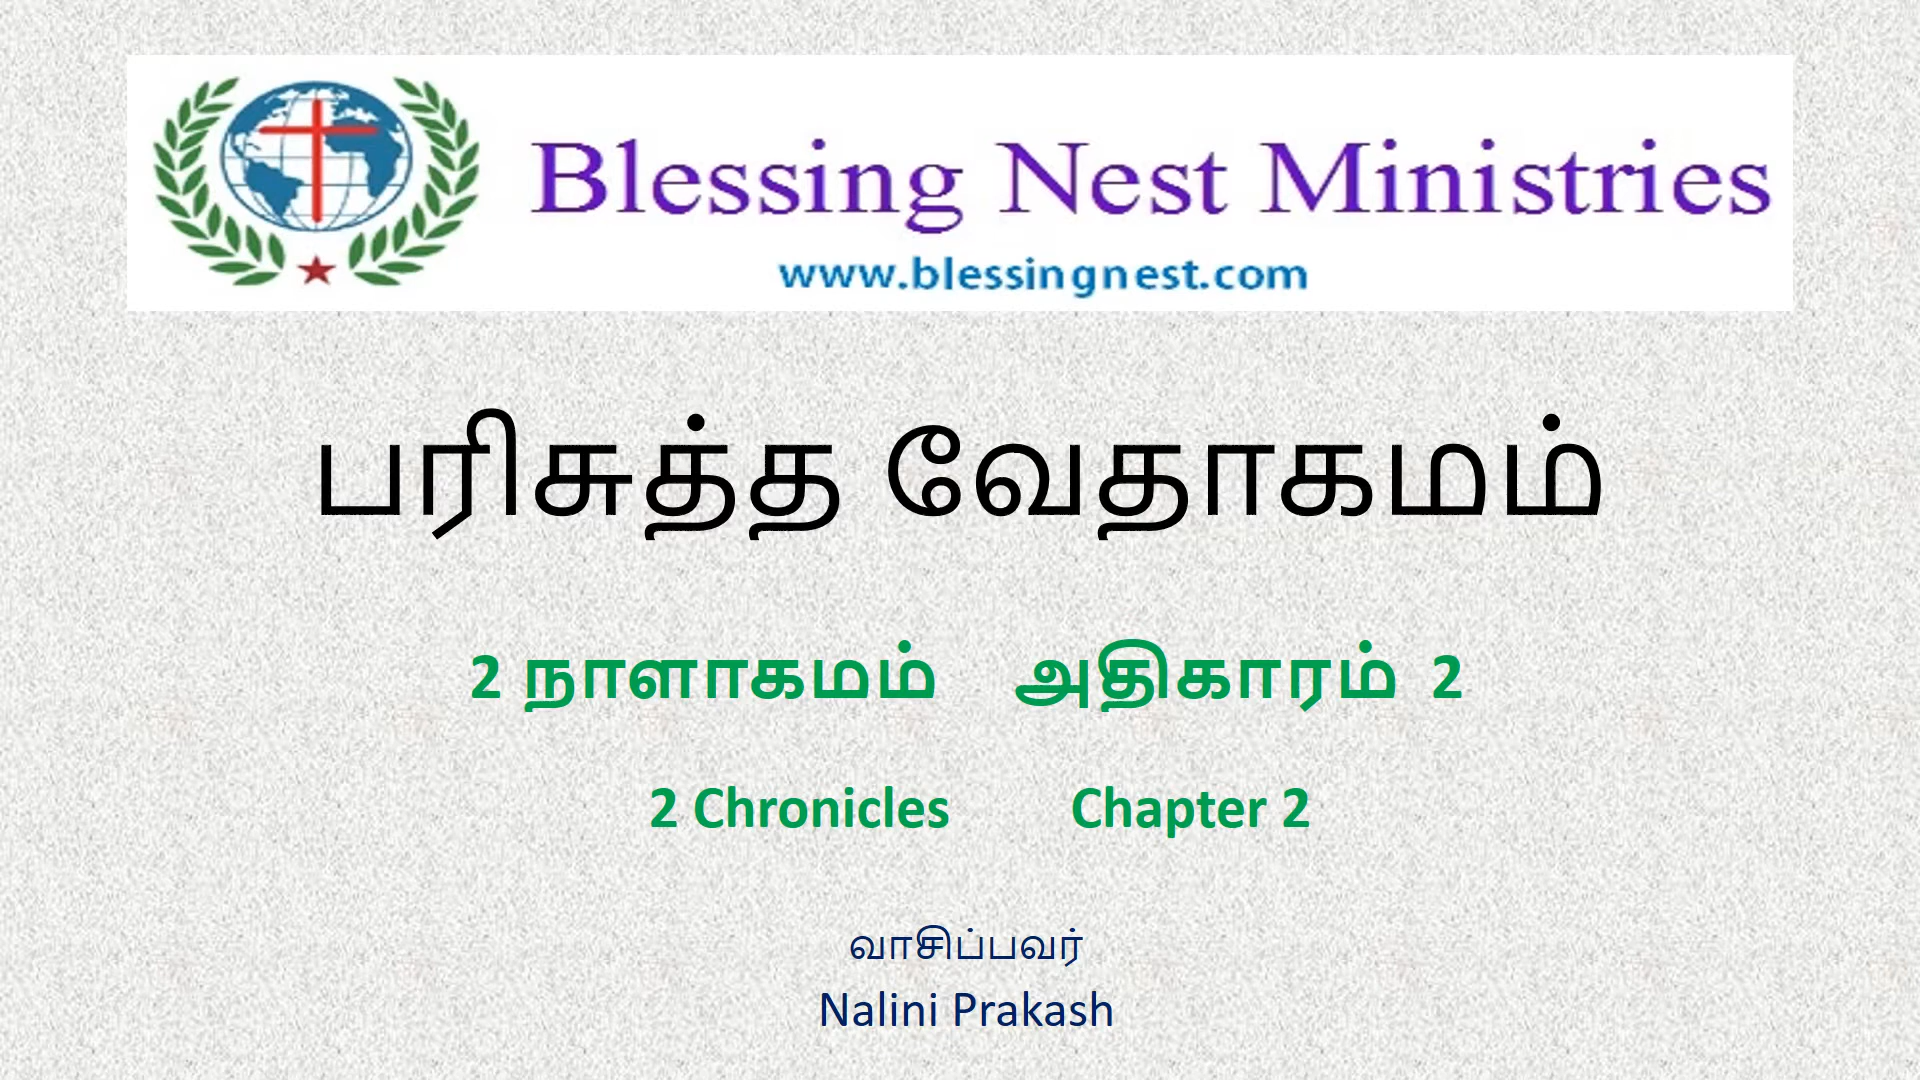 Blessing Nest Ministries
www.blessingnest.com
பரிசுத்த வேதாகமம்
2 நாளாகமம் அதிகாரம் 2
2 Chronicles Chapter 2
வாசிப்பவர்
Nalini Prakash